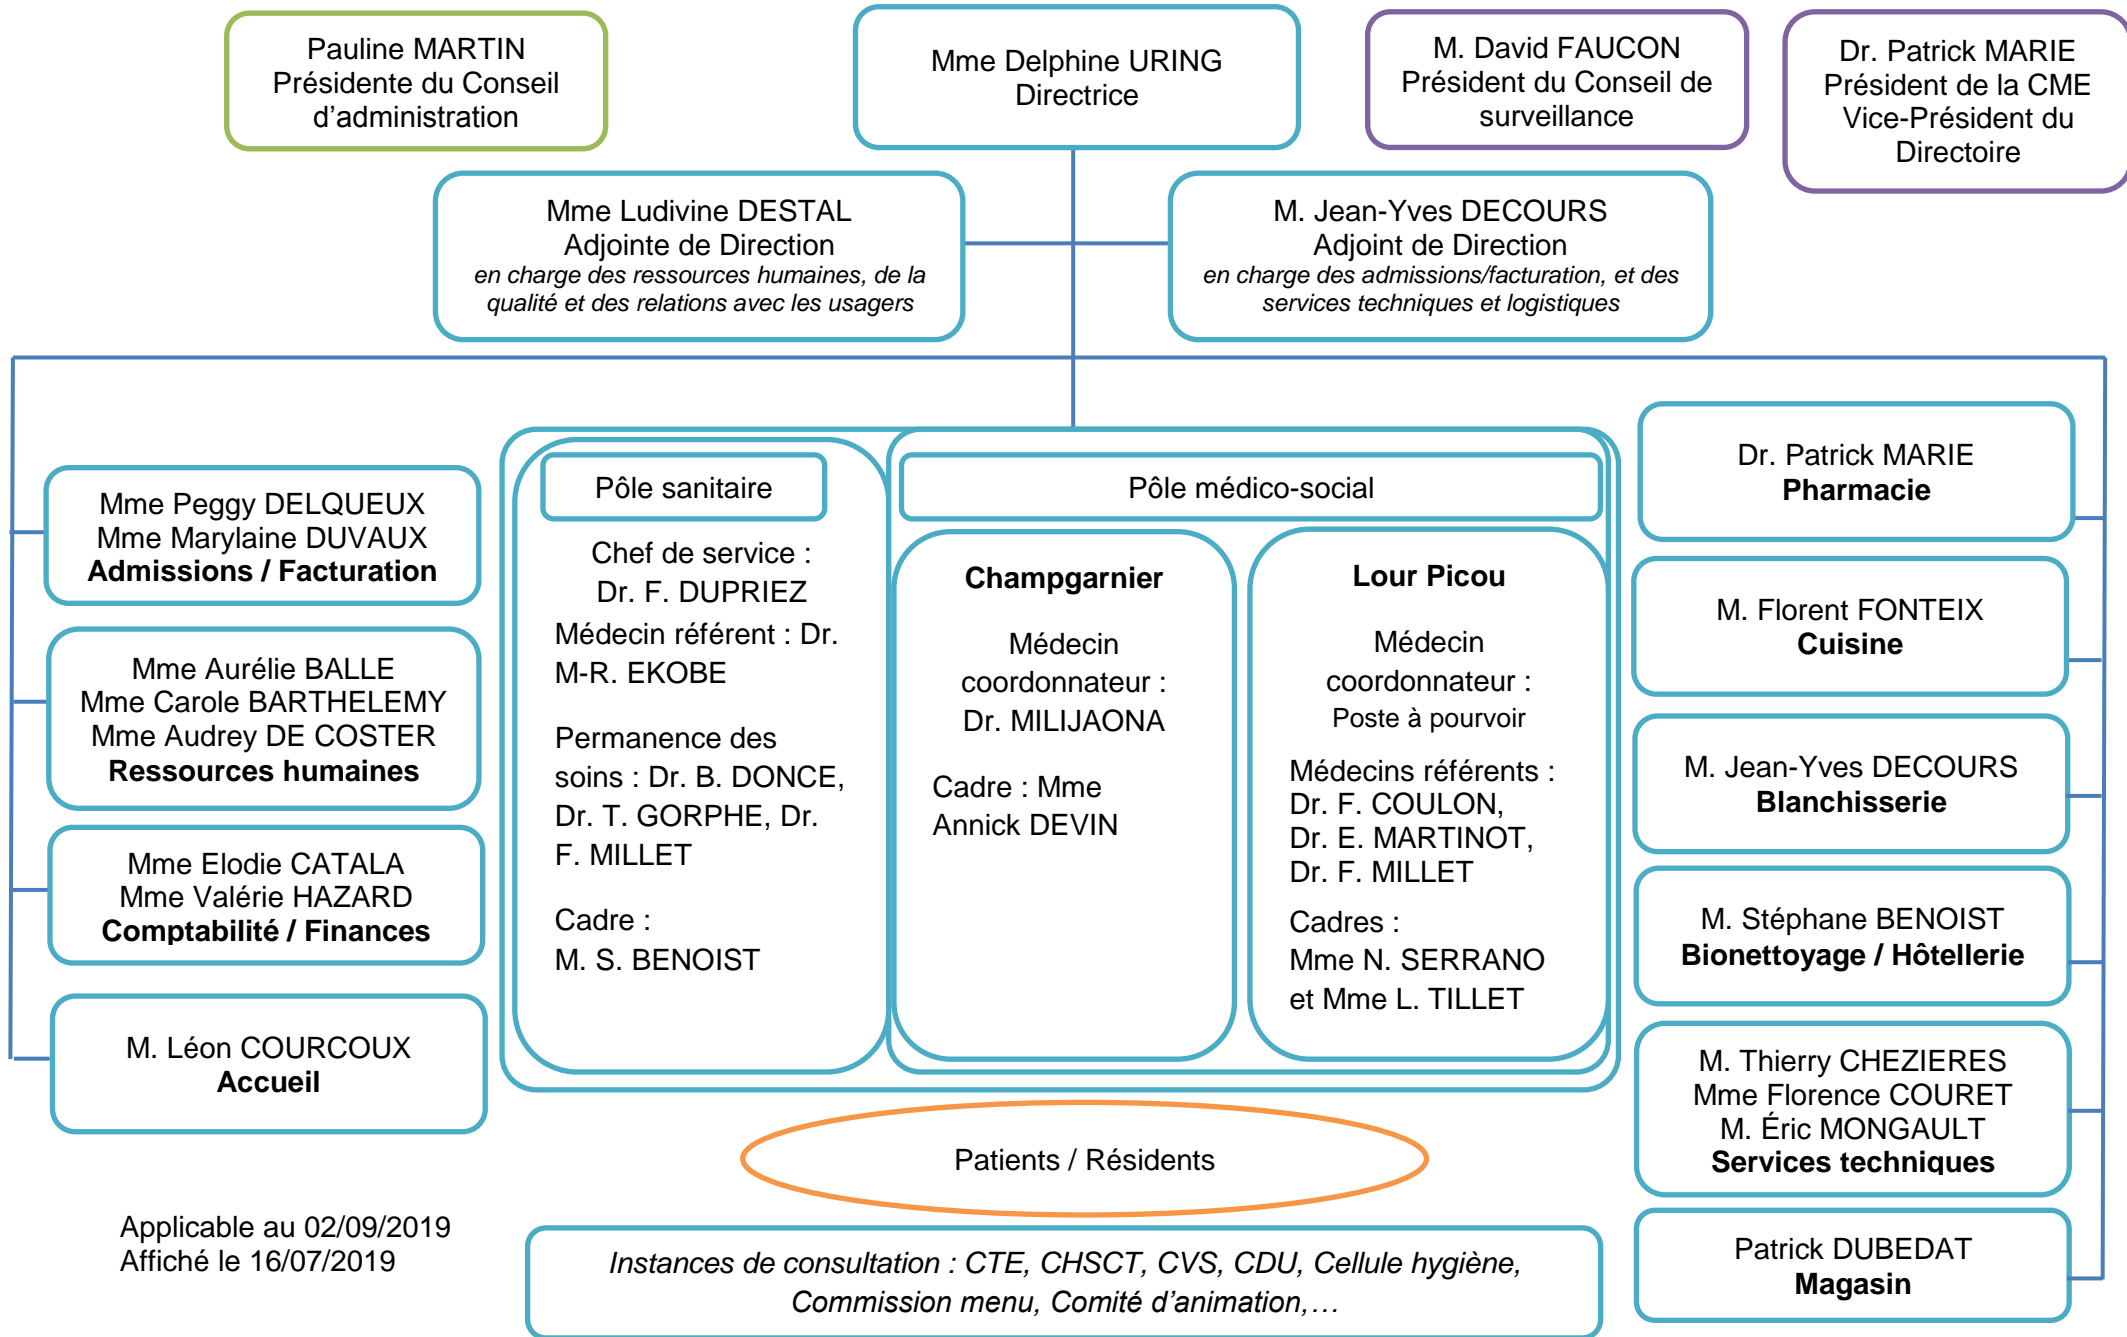 Pauline MARTIN
Présidente du Conseil
d’administration
Mme Delphine URING
Directrice
M. David FAUCON
Président du Conseil de
surveillance
Dr. Patrick MARIE
Président de la CME
Vice-Président du
Directoire
Mme Ludivine DESTAL
Adjointe de Direction
en charge des ressources humaines, de la
qualité et des relations avec les usagers
M. Jean-Yves DECOURS
Adjoint de Direction
en charge des admissions/facturation, et des
services techniques et logistiques
Mme Peggy DELQUEUX
Mme Marylaine DUVAUX
Admissions / Facturation
Mme Aurélie BALLE
Mme Carole BARTHELEMY
Mme Audrey DE COSTER
Ressources humaines
Mme Elodie CATALA
Mme Valérie HAZARD
Comptabilité / Finances
M. Léon COURCOUX
Accueil
Pôle sanitaire
Chef de service :
Dr. F. DUPRIEZ
Médecin référent : Dr.
M-R. EKOBE
Permanence des
soins : Dr. B. DONCE,
Dr. T. GORPHE, Dr.
F. MILLET
Cadre :
M. S. BENOIST
Pôle médico-social
Champgarnier
Médecin
coordonnateur :
Dr. MILIJAONA
Cadre : Mme
Annick DEVIN
Lour Picou
Médecin
coordonnateur :
Poste à pourvoir
Médecins référents :
Dr. F. COULON,
Dr. E. MARTINOT,
Dr. F. MILLET
Cadres :
Mme N. SERRANO
et Mme L. TILLET
Dr. Patrick MARIE
Pharmacie
M. Florent FONTEIX
Cuisine
M. Jean-Yves DECOURS
Blanchisserie
M. Stéphane BENOIST
Bionettoyage / Hôtellerie
M. Thierry CHEZIERES
Mme Florence COURET
M. Éric MONGAULT
Services techniques
Patrick DUBEDAT
Magasin
Patients / Résidents
Applicable au 02/09/2019
Affiché le 16/07/2019
Instances de consultation : CTE, CHSCT, CVS, CDU, Cellule hygiène,
Commission menu, Comité d’animation,…